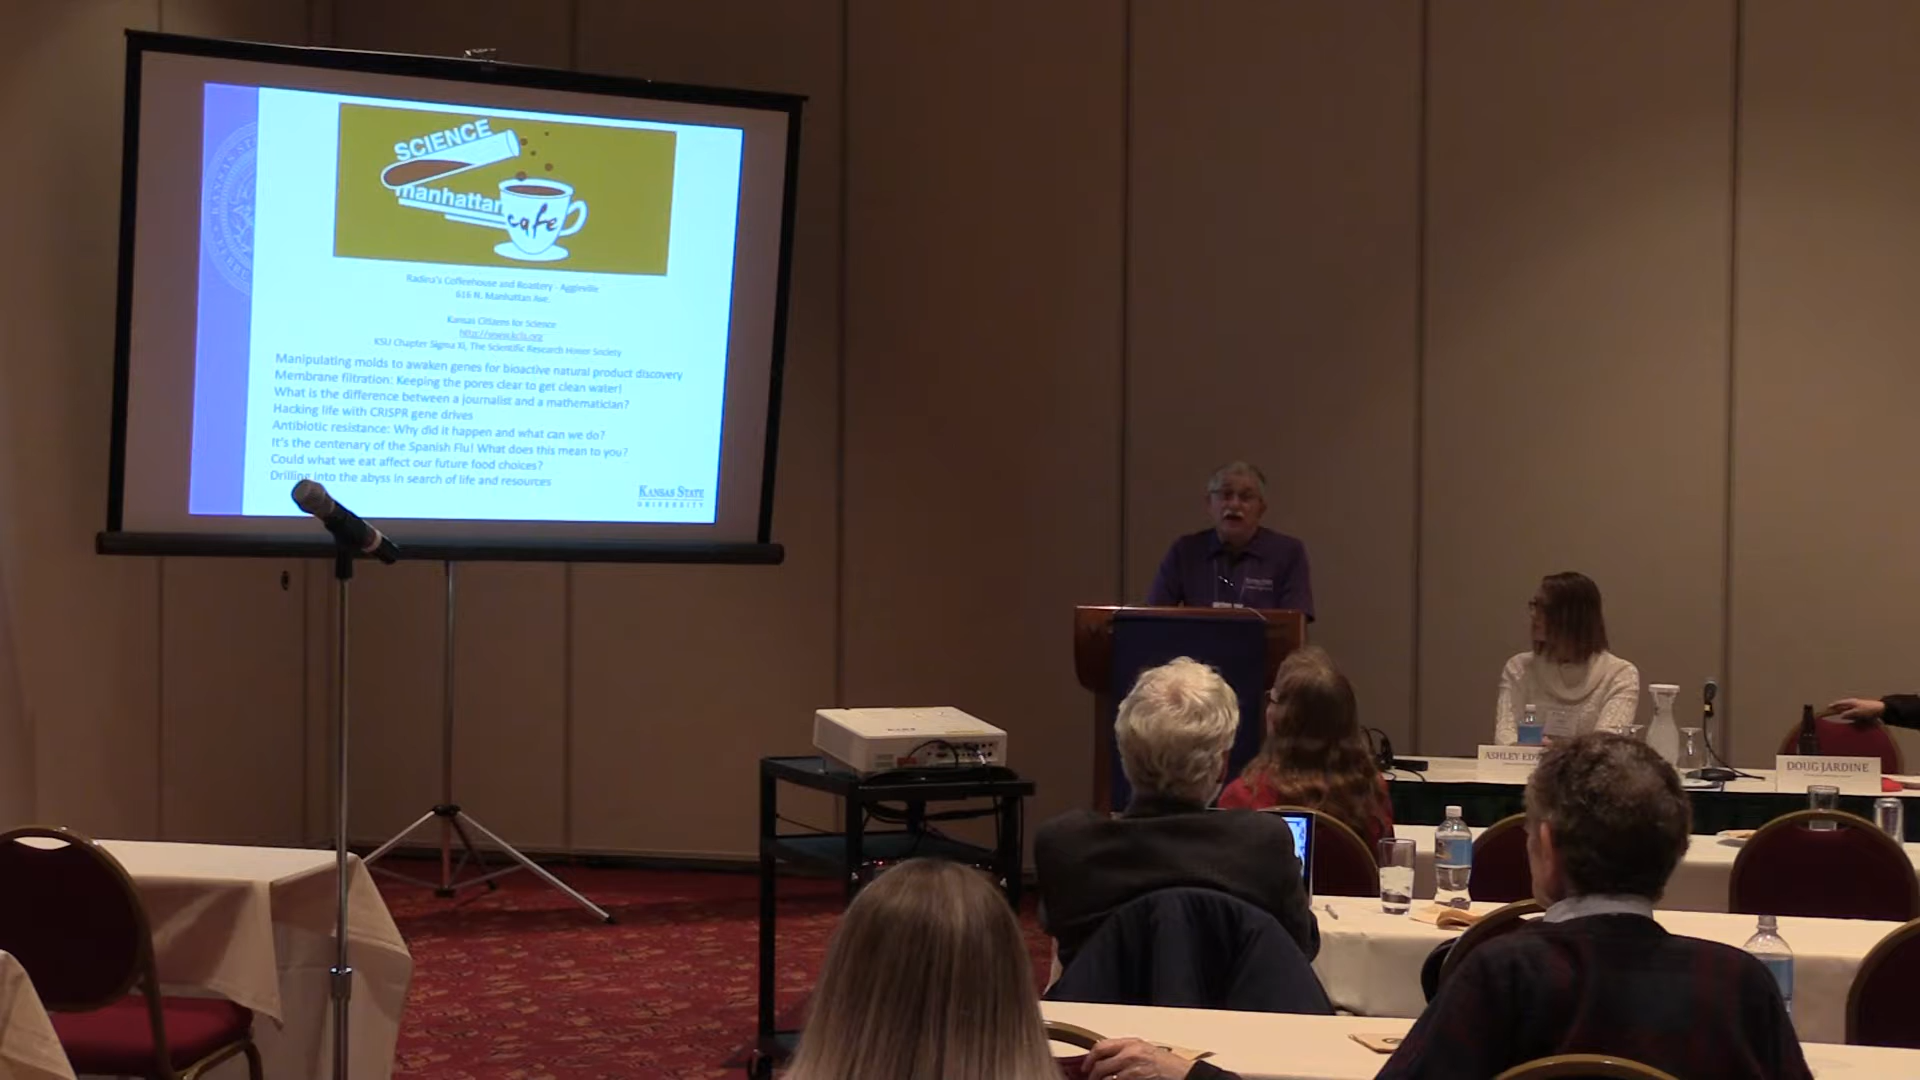 SCIENCE
manhattan
cafe
Radina's Coffeehouse and Roastery - Aggieville
616 N. Manhattan Ave.
Kansas Citizens for Science
http://www.kcfs.org
KSU Chapter Sigma Xi, The Scientific Research Honor Society
Manipulating molds to awaken genes for bioactive natural product discovery
Membrane filtration: Keeping the pores clear to get clean water!
What is the difference between a journalist and a mathematician?
Hacking life with CRISPR gene drives
Antibiotic resistance: Why did it happen and what can we do?
It's the centenary of the Spanish Flu! What does this mean to you?
Could what we eat affect our future food choices?
Drilling into the abyss in search of life and resources
KANSAS STATE
UNIVERSITY
ASHLEY
DOUG JARDINE